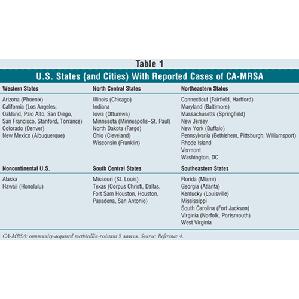 Table 1
U.S. States (and Cities) With Reported Cases of CA-MRSA
Western States
North Central States
Northeastern States
Arizona (Phoenix)
California (Los Angeles,
Oakland, Palo Alto, San Diego,
San Francisco, Stanford, Torrance)
Colorado (Denver)
New Mexico (Albuquerque)
Illinois (Chicago)
Indiana
Iowa (Ottumwa)
Minnesota (Minneapolis–St. Paul)
North Dakota (Fargo)
Ohio (Cleveland)
Wisconsin (Franklin)
Connecticut (Fairfield, Hartford)
Maryland (Baltimore)
Massachusetts (Springfield)
New Jersey
New York (Buffalo)
Pennsylvania (Bethlehem, Pittsburgh, Williamsport)
Rhode Island
Vermont
Washington, DC
Noncontinental U.S.
South Central States
Southeastern States
Alaska
Hawaii (Honolulu)
Missouri (St. Louis)
Texas (Corpus Christi, Dallas,
Fort Sam Houston, Houston,
Pasadena, San Antonio)
Florida (Miami)
Georgia (Atlanta)
Kentucky (Louisville)
Mississippi
South Carolina (Fort Jackson)
Virginia (Norfolk, Portsmouth)
West Virginia
CA-MRSA: community-acquired methicillin-resistant S aureus. Source: Reference 4.